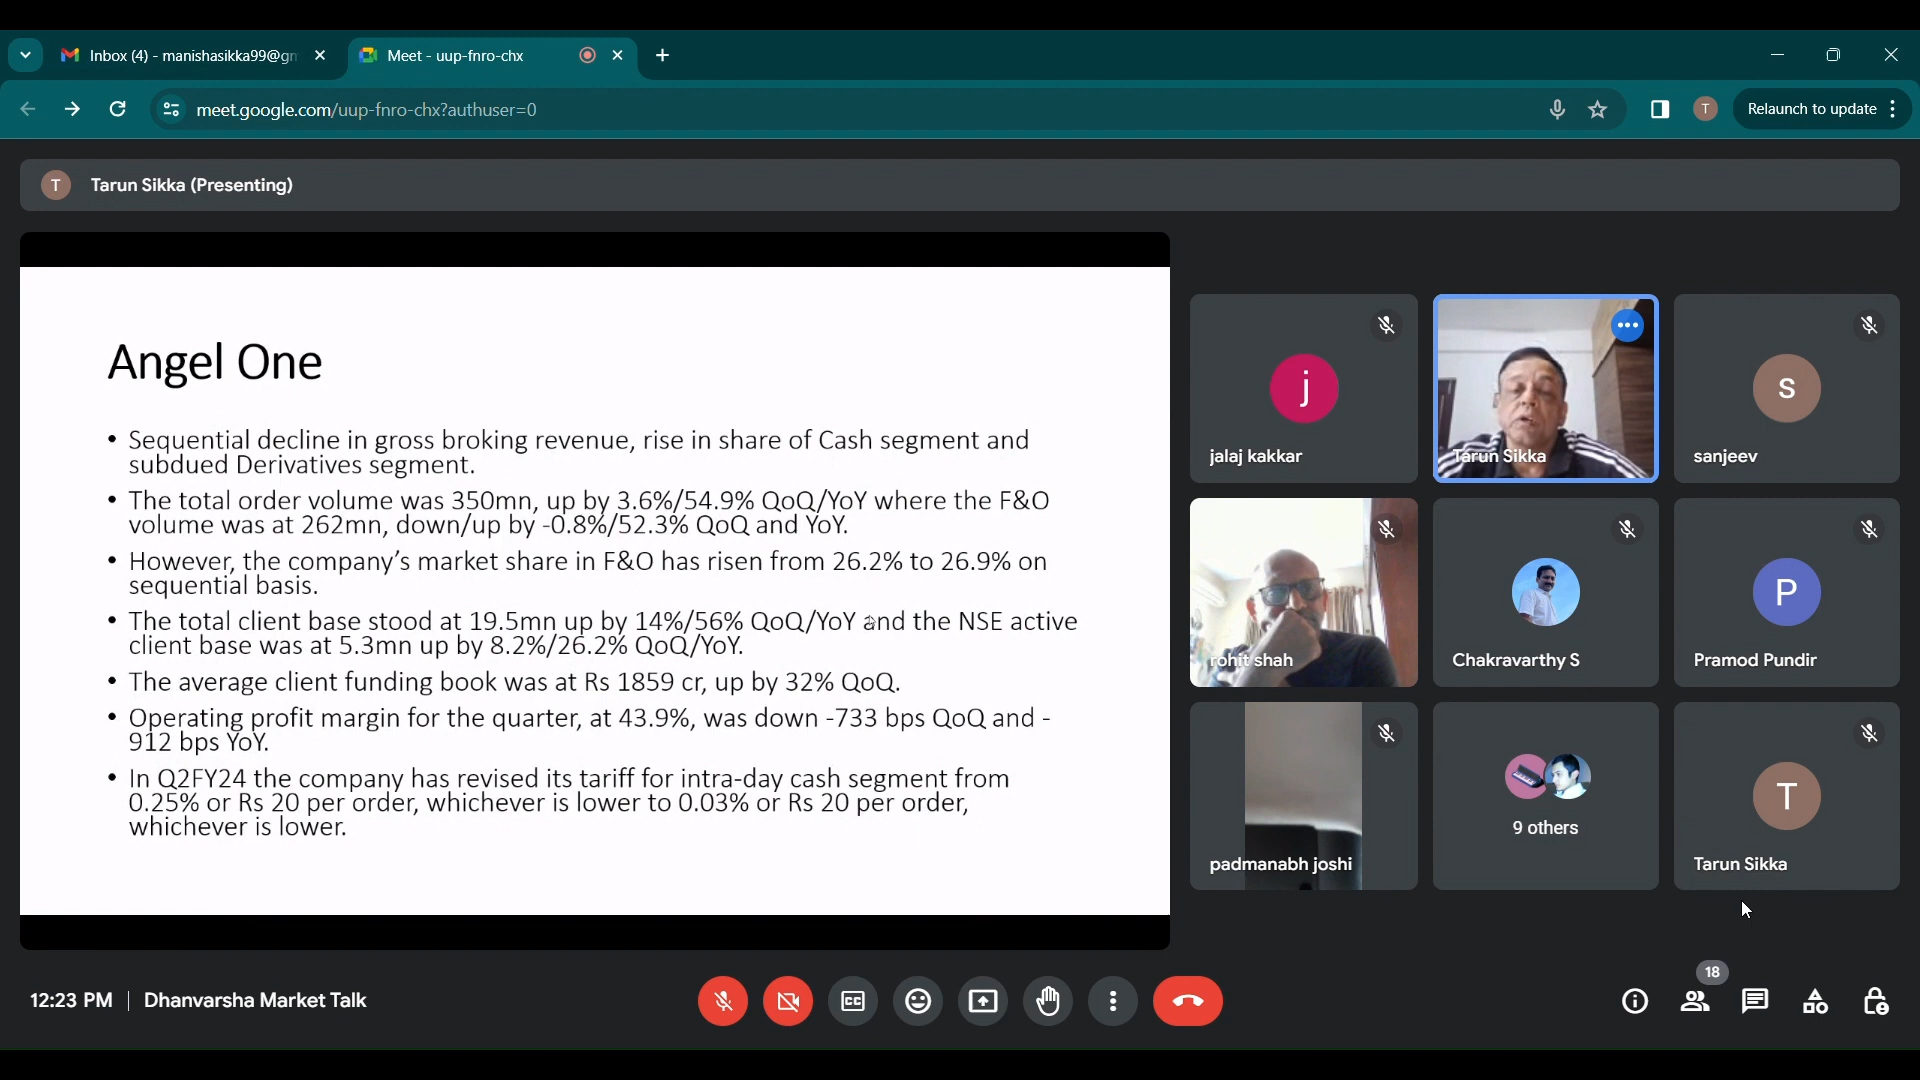 Inbox (4) - manishasikka99@gm
Meet - uup-fnro-chx
meet.google.com/uup-fnro-chx?authuser=0
T
Relaunch to update
T
Tarun Sikka (Presenting)
Angel One
• Sequential decline in gross broking revenue, rise in share of Cash segment and
subdued Derivatives segment.
• The total order volume was 350mn, up by 3.6%/54.9% QoQ/YoY where the F&O
volume was at 262mn, down/up by -0.8%/52.3% QoQ and YoY.
• However, the company’s market share in F&O has risen from 26.2% to 26.9% on
sequential basis.
• The total client base stood at 19.5mn up by 14%/56% QoQ/YoY and the NSE active
client base was at 5.3mn up by 8.2%/26.2% QoQ/YoY.
• The average client funding book was at Rs 1859 cr, up by 32% QoQ.
• Operating profit margin for the quarter, at 43.9%, was down -733 bps QoQ and -
912 bps YoY.
• In Q2FY24 the company has revised its tariff for intra-day cash segment from
0.25% or Rs 20 per order, whichever is lower to 0.03% or Rs 20 per order,
whichever is lower.
j
jalaj kakkar
Tarun Sikka
s
sanjeev
rohit shah
Chakravarthy S
P
Pramod Pundir
padmanabh joshi
9 others
T
Tarun Sikka
12:23 PM | Dhanvarsha Market Talk
CC
18